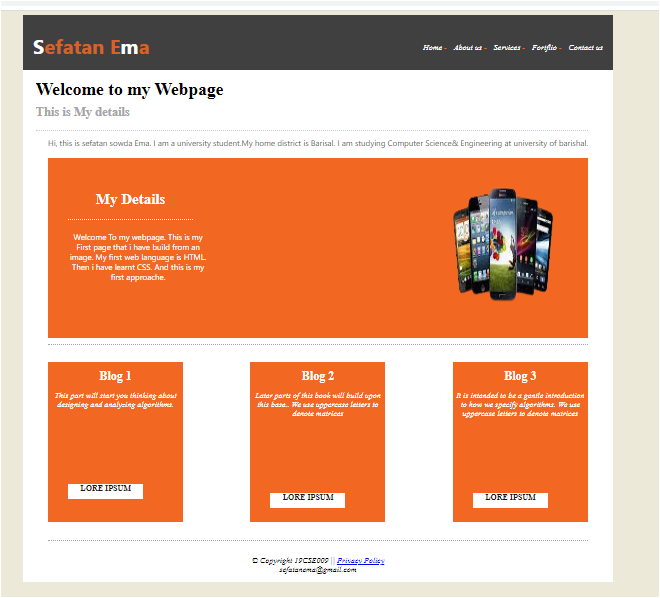 Sefatan Ema
Home - About us - Services - Fortflio - Contact us
Welcome to my Webpage
This is My details
Hi, this is sefatan sowda Ema. I am a university student.My home district is Barisal. I am studying Computer Science& Engineering at university of barishal.
My Details
Welcome To my webpage. This is my
First page that i have build from an
image. My first web language is HTML.
Then i have learnt CSS. And this is my
first approache.
Blog 1
This part will start you thinking about
designing and analyzing algorithms.
LORE IPSUM
Blog 2
Later parts of this book will build upon
this base.. We use uppercase letters to
denote matrices
LORE IPSUM
Blog 3
It is intended to be a gentle introduction
to how we specify algorithms. We use
uppercase letters to denote matrices
LORE IPSUM
© Copyright 19CSE009 || Privacy Policy
sefatanema@gmail.com